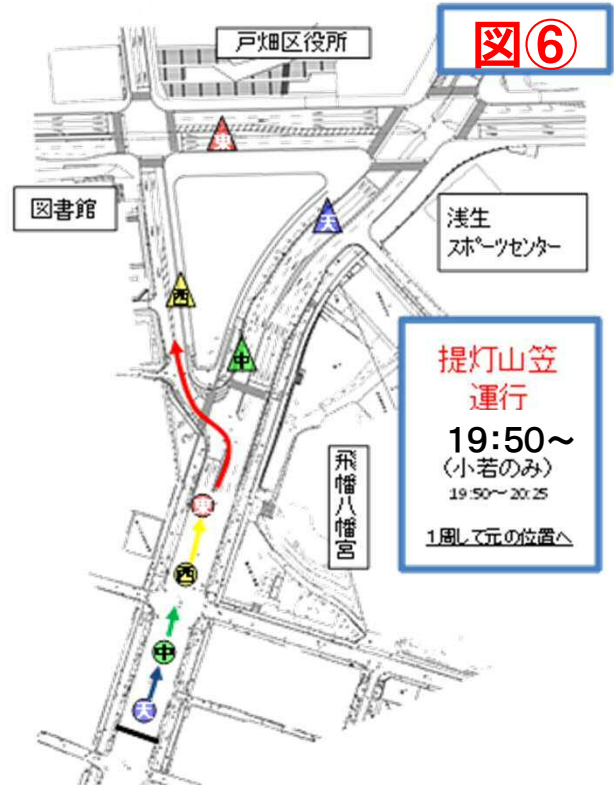 戸畑区役所
図⑥
東
図書館
天
浅生
スポーツセンター
西
中
提灯山笠
運行
19:50～
(小若のみ)
19:50～20:25
1周して元の位置へ
飛幡八幡宮
東
西
中
天